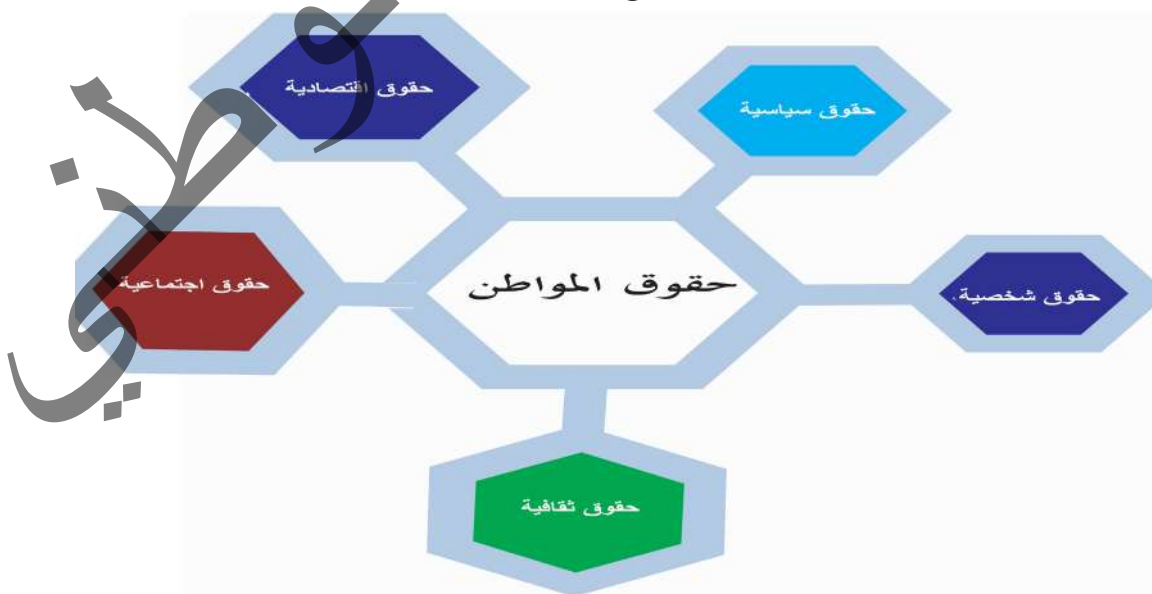 حقوق اقتصادية
حقوق سياسية
حقوق المواطن
حقوق شخصية.
حقوق اجتماعية
حقوق ثقافية